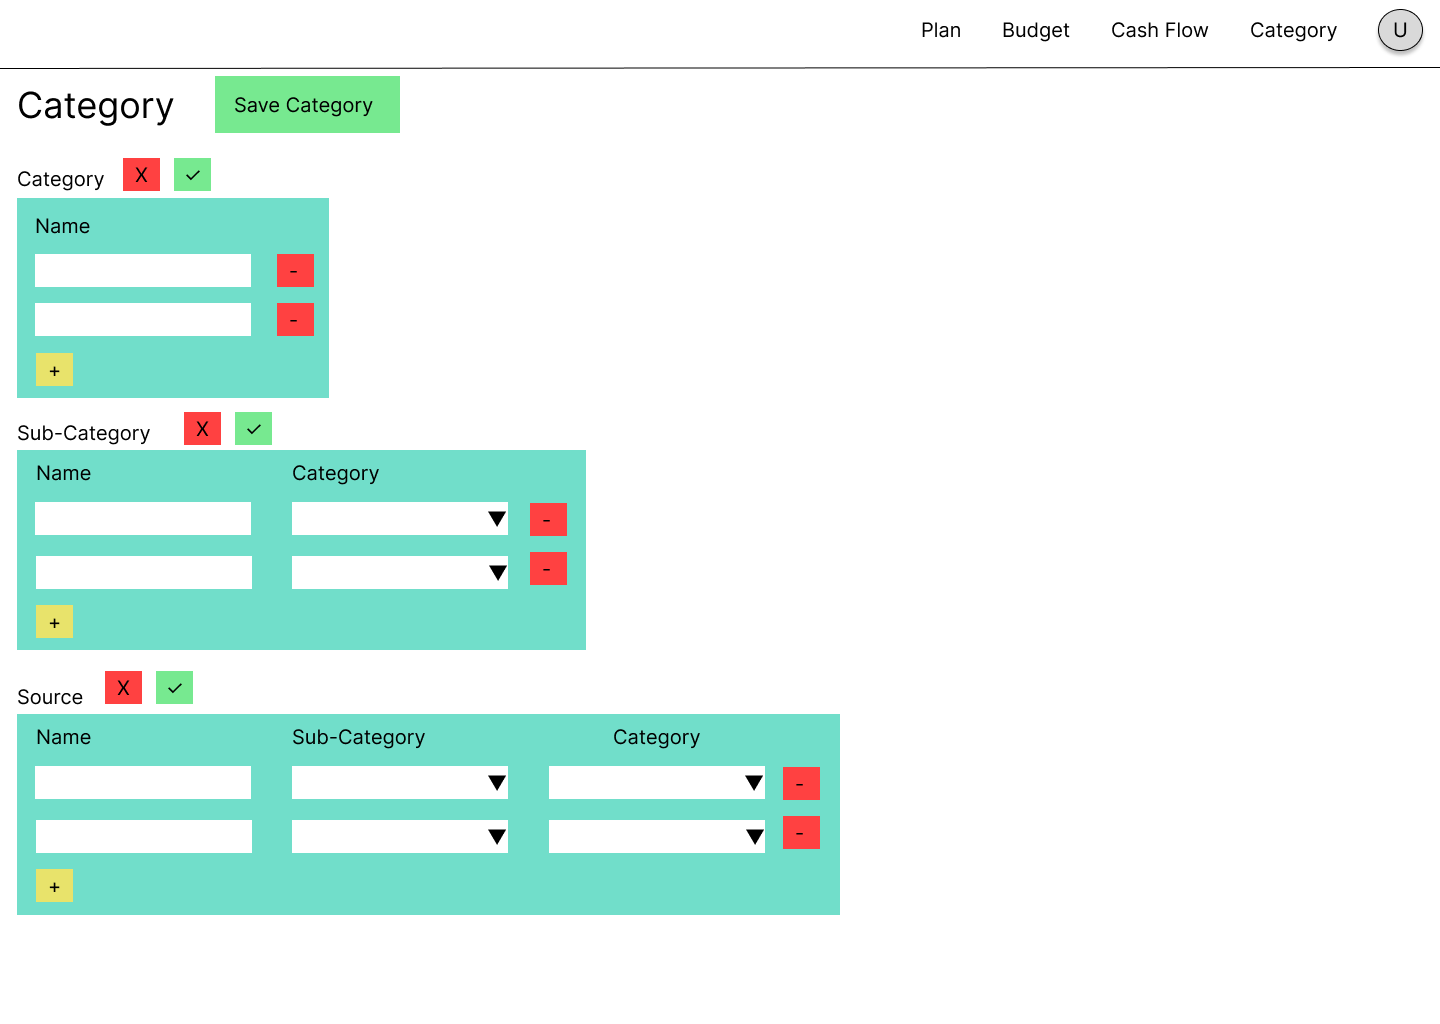 Plan Budget Cash Flow Category U
Category Save Category
Category X ✓
Name
-
-
+
Sub-Category X ✓
Name Category
▼ -
▼ -
+
Source X ✓
Name Sub-Category Category
▼ ▼ -
▼ ▼ -
+